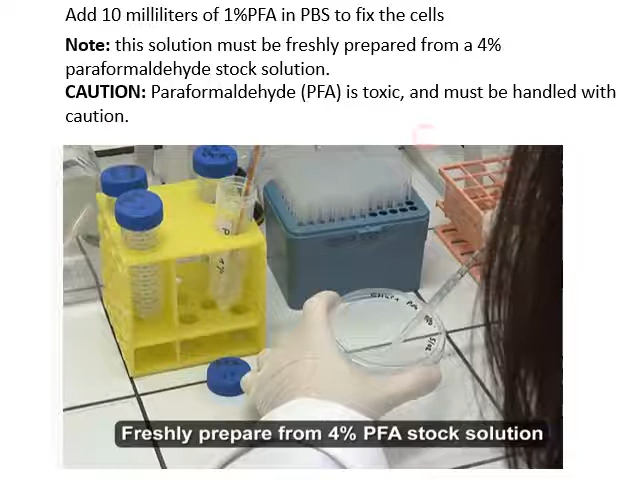 Add 10 milliliters of 1%PFA in PBS to fix the cells
Note: this solution must be freshly prepared from a 4%
paraformaldehyde stock solution.
CAUTION: Paraformaldehyde (PFA) is toxic, and must be handled with
caution.
Freshly prepare from 4% PFA stock solution